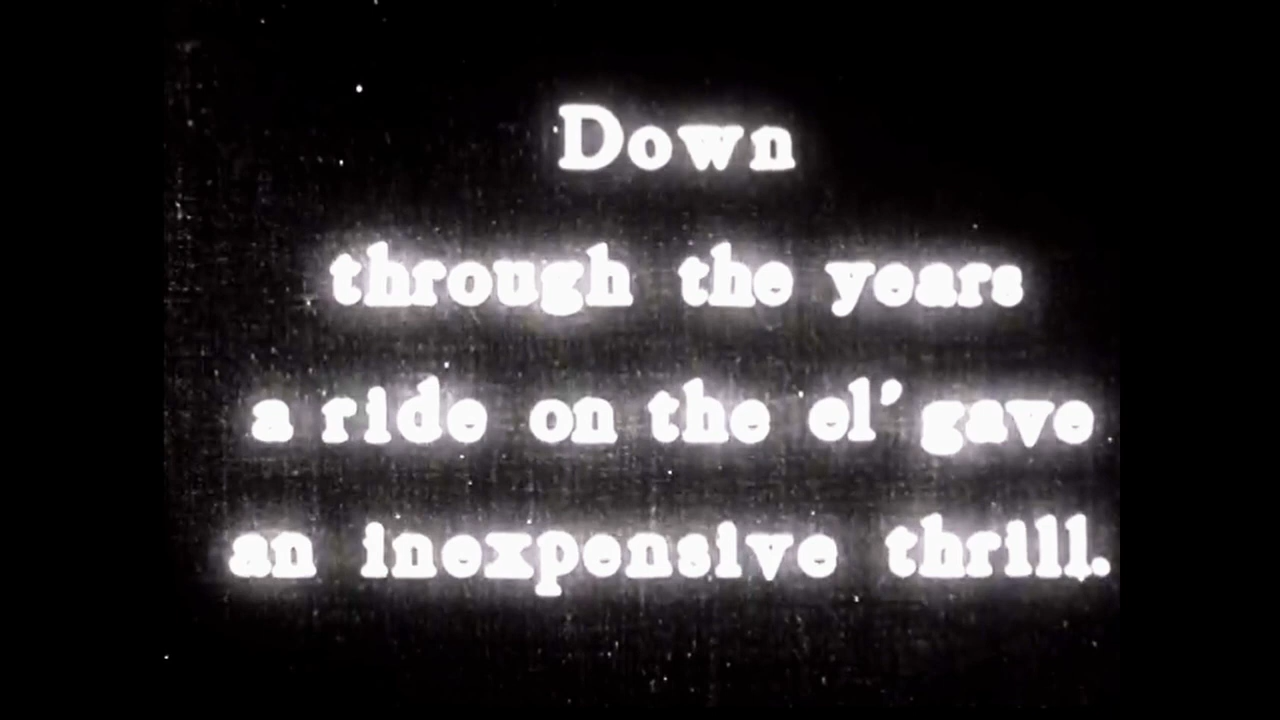 Down
through the years
a ride on the el' gave
an inexpensive thrill.